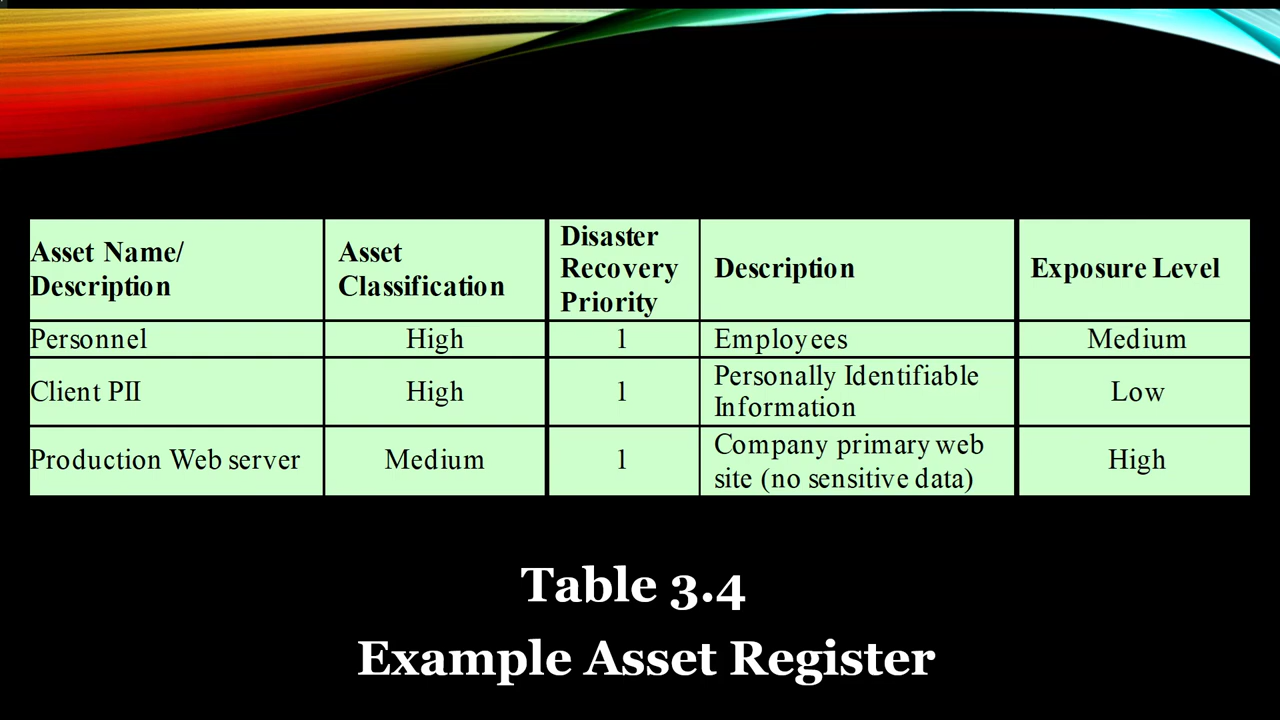 Asset Name/
Description
Asset
Classification
Disaster
Recovery
Priority
Description
Exposure Level
Personnel
High
1
Employees
Medium
Client PII
High
1
Personally Identifiable
Information
Low
Production Web server
Medium
1
Company primary web
site (no sensitive data)
High
Table 3.4
Example Asset Register